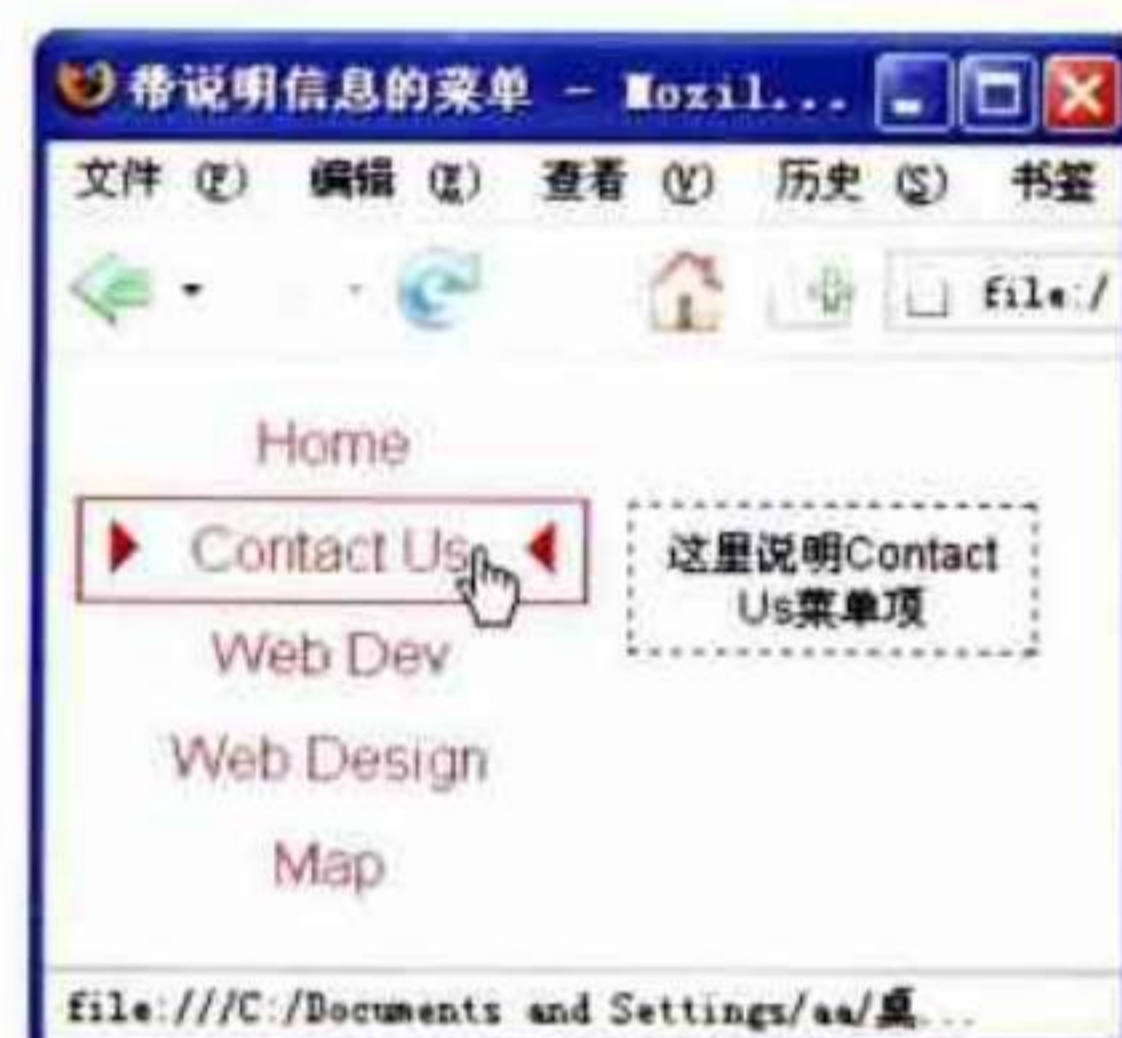 带说明信息的菜单 - Mozil...
文件 (F) 编辑 (E) 查看 (V) 历史 (S) 书签
file:/
Home
Contact Us
这里说明Contact
Us菜单项
Web Dev
Web Design
Map
file:///C:/Documents and Settings/aa/桌...